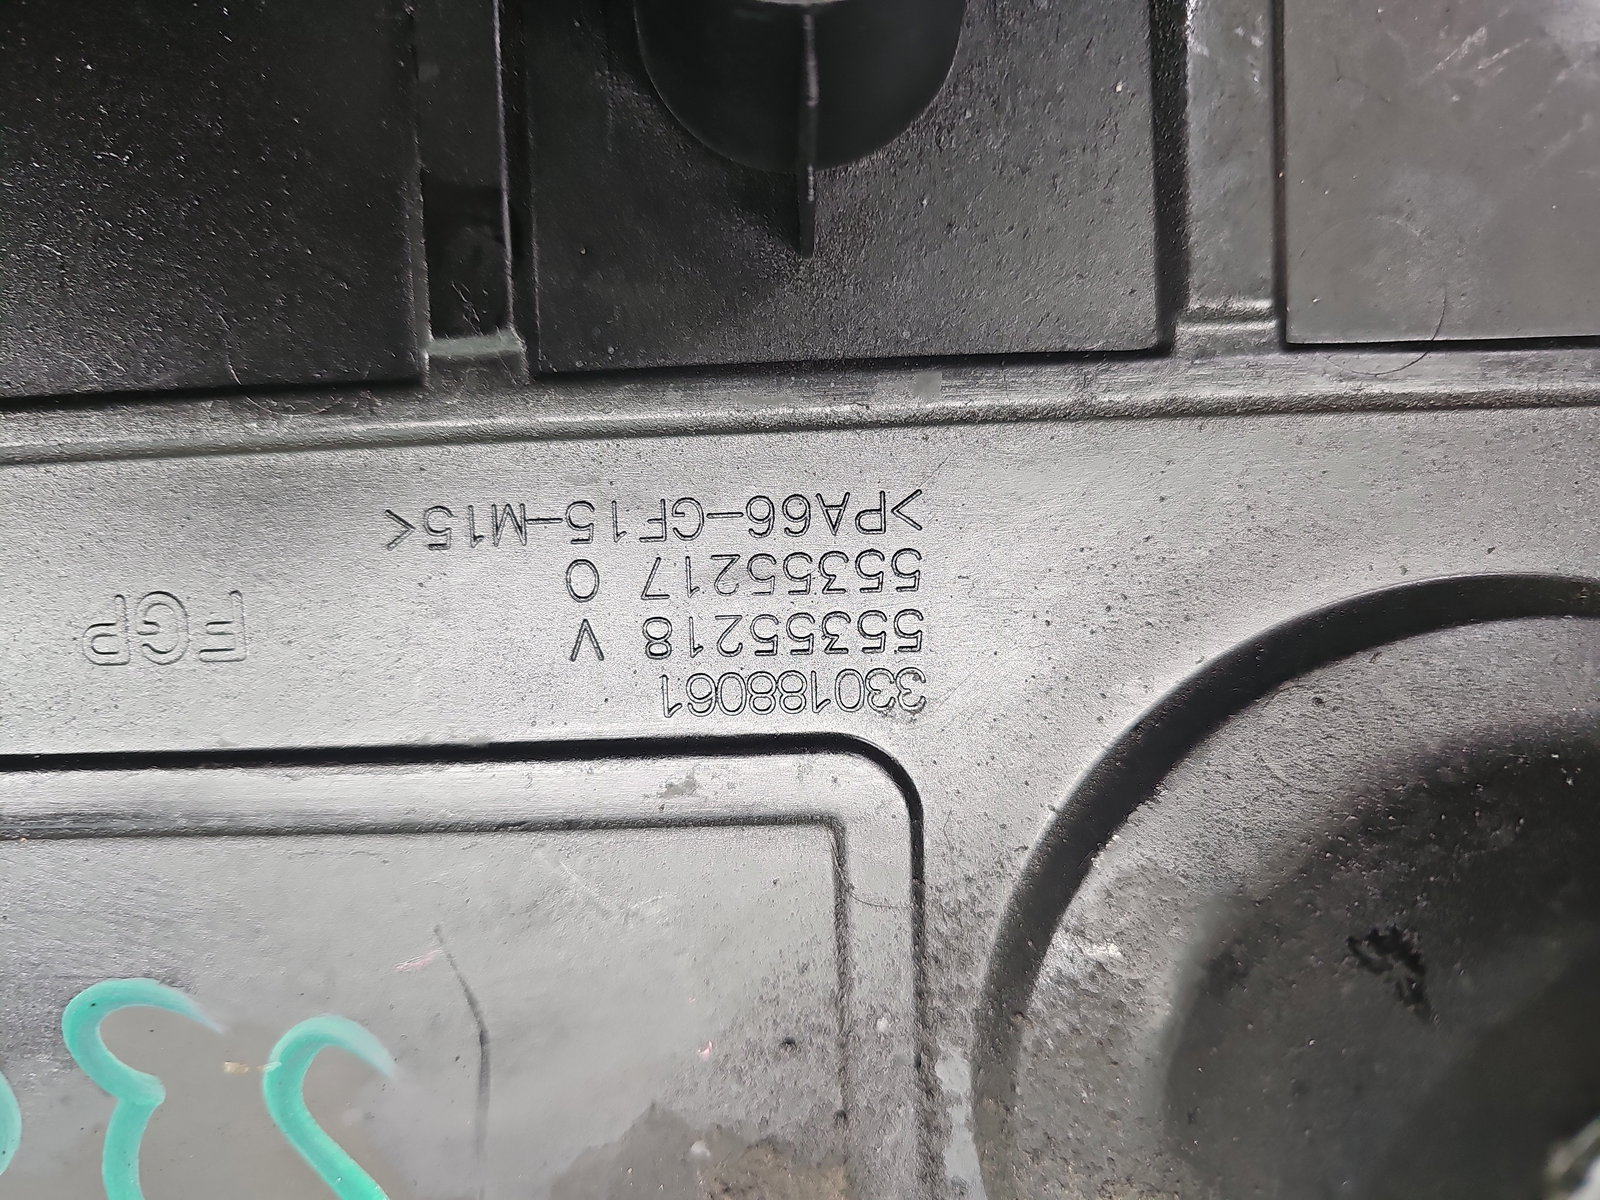 330188061
55355218 V
55355217 O
>PA66-GF15-M15<
FGP